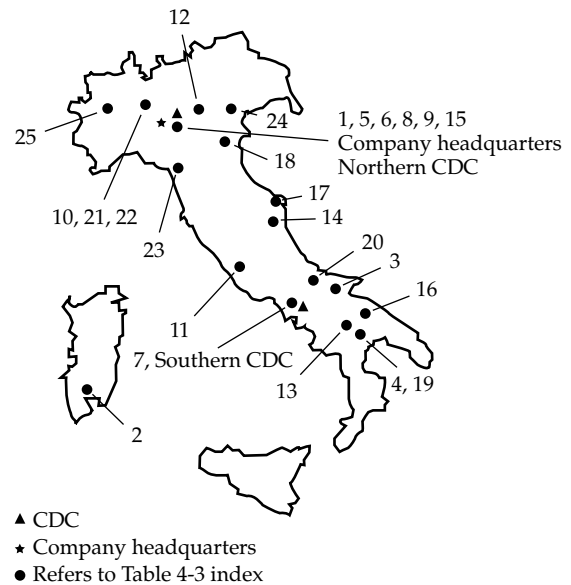 12
25
24
1, 5, 6, 8, 9, 15
Company headquarters
Northern CDC
18
10, 21, 22
17
14
23
20
3
16
11
7, Southern CDC
13
4, 19
2
CDC
Company headquarters
Refers to Table 4-3 index